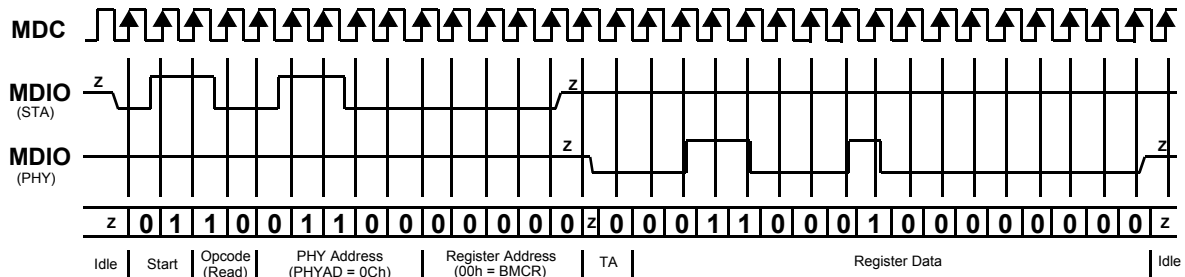 MDC
z
z
MDIO
(STA)
z
z
MDIO
(PHY)
z 0 1 1 0 0 1 1 0 0 0 0 0 0 0 z 0 0 0 1 1 0 0 0 1 0 0 0 0 0 0 0 0 z
Idle Start Opcode (Read) PHY Address (PHYAD = 0Ch) Register Address (00h = BMCR) TA Register Data Idle